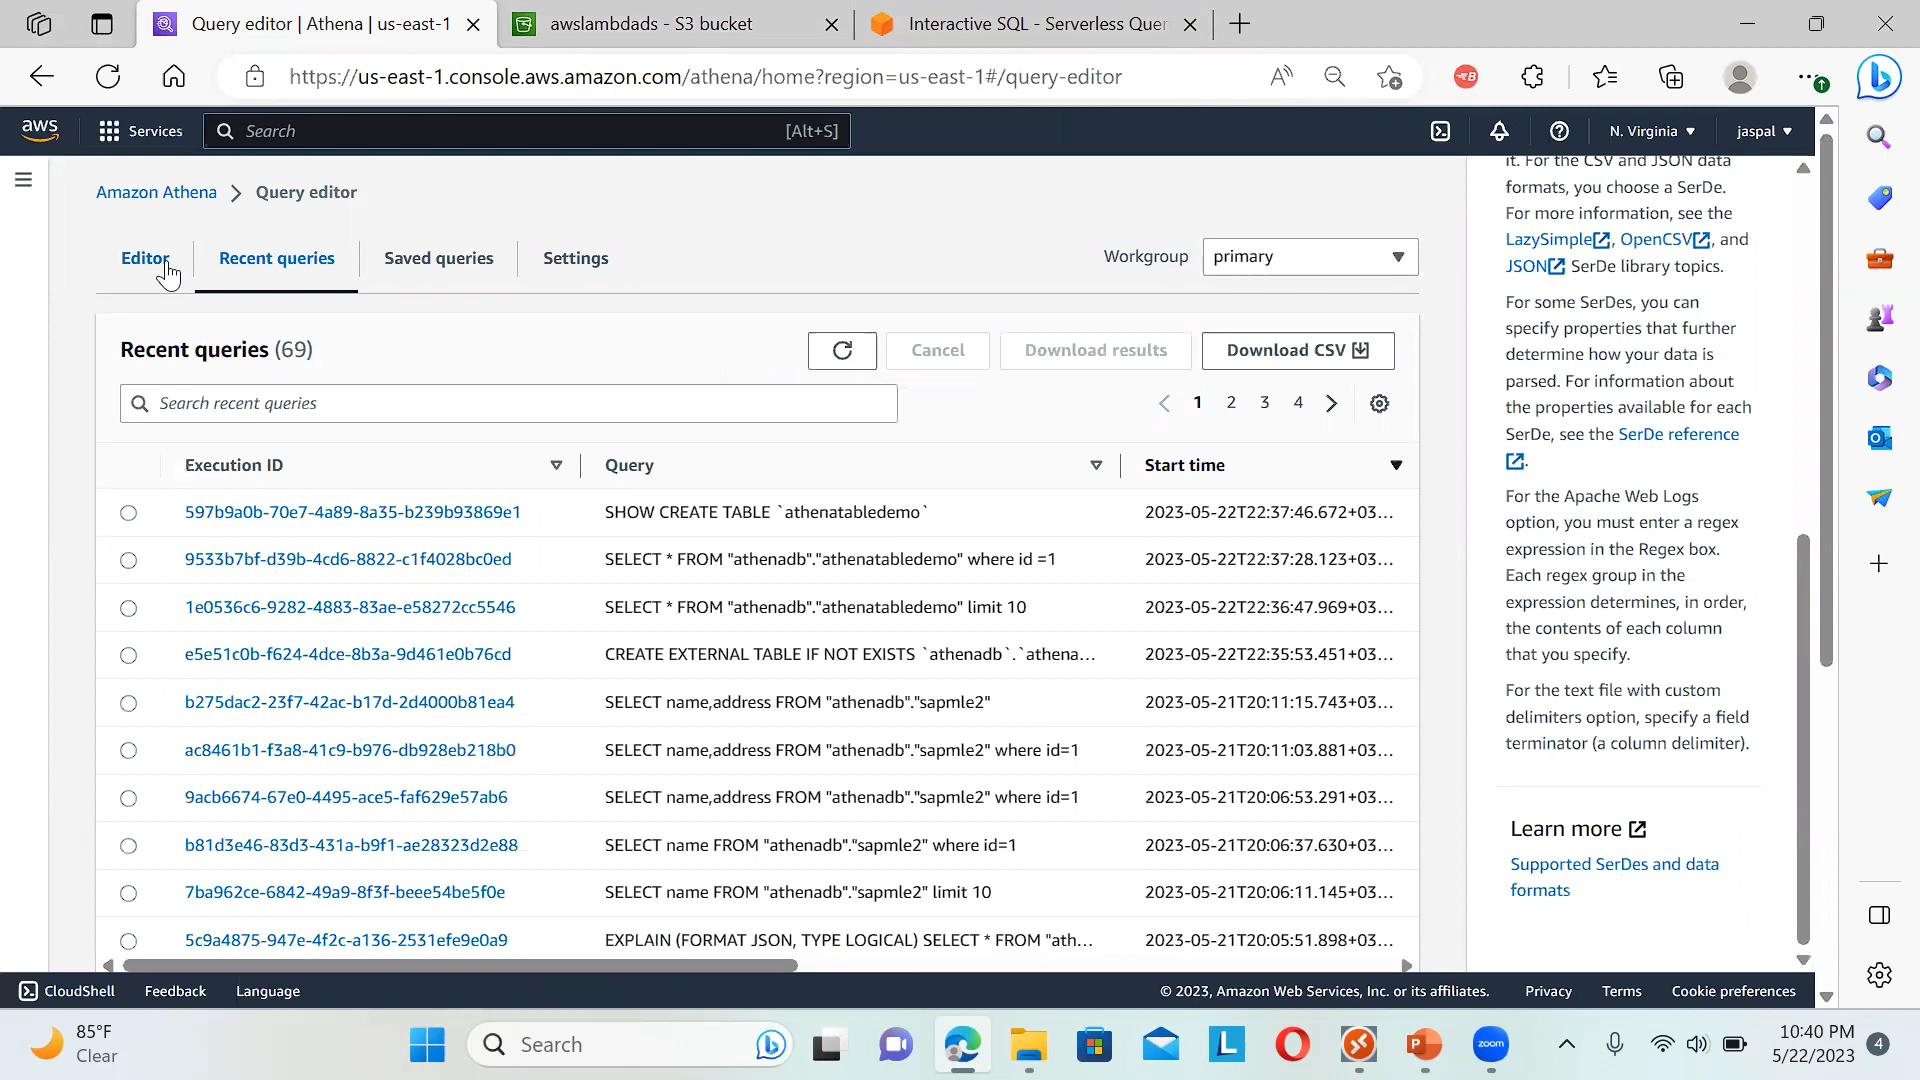 Query editor | Athena | us-east-1
awslambdads - S3 bucket
Interactive SQL - Serverless Quer
https://us-east-1.console.aws.amazon.com/athena/home?region=us-east-1#/query-editor
aws
Services
Search
[Alt+S]
N. Virginia
jaspal
Amazon Athena
Query editor
Editor
Recent queries
Saved queries
Settings
Workgroup
primary
Recent queries (69)
Cancel
Download results
Download CSV
Search recent queries
1 2 3 4
Execution ID Query Start time
597b9a0b-70e7-4a89-8a35-b239b93869e1 SHOW CREATE TABLE `athenatabledemo` 2023-05-22T22:37:46.672+03...
9533b7bf-d39b-4cd6-8822-c1f4028bc0ed SELECT * FROM "athenadb"."athenatabledemo" where id =1 2023-05-22T22:37:28.123+03...
1e0536c6-9282-4883-83ae-e58272cc5546 SELECT * FROM "athenadb"."athenatabledemo" limit 10 2023-05-22T22:36:47.969+03...
e5e51c0b-f624-4dce-8b3a-9d461e0b76cd CREATE EXTERNAL TABLE IF NOT EXISTS `athenadb`.`athena... 2023-05-22T22:35:53.451+03...
b275dac2-23f7-42ac-b17d-2d4000b81ea4 SELECT name,address FROM "athenadb"."sapmle2" 2023-05-21T20:11:15.743+03...
ac8461b1-f3a8-41c9-b976-db928eb218b0 SELECT name,address FROM "athenadb"."sapmle2" where id=1 2023-05-21T20:11:03.881+03...
9acb6674-67e0-4495-ace5-faf629e57ab6 SELECT name,address FROM "athenadb"."sapmle2" where id=1 2023-05-21T20:06:53.291+03...
b81d3e46-83d3-431a-b9f1-ae28323d2e88 SELECT name FROM "athenadb"."sapmle2" where id=1 2023-05-21T20:06:37.630+03...
7ba962ce-6842-49a9-8f3f-beee54be5f0e SELECT name FROM "athenadb"."sapmle2" limit 10 2023-05-21T20:06:11.145+03...
5c9a4875-947e-4f2c-a136-2531efe9e0a9 EXPLAIN (FORMAT JSON, TYPE LOGICAL) SELECT * FROM "ath... 2023-05-21T20:05:51.898+03...
it. For the CSV and JSON data
formats, you choose a SerDe.
For more information, see the
LazySimple, OpenCSV, and
JSON SerDe library topics.
For some SerDes, you can
specify properties that further
determine how your data is
parsed. For information about
the properties available for each
SerDe, see the SerDe reference
.
For the Apache Web Logs
option, you must enter a regex
expression in the Regex box.
Each regex group in the
expression determines, in order,
the contents of each column
that you specify.
For the text file with custom
delimiters option, specify a field
terminator (a column delimiter).
Learn more
Supported SerDes and data
formats
CloudShell
Feedback
Language
© 2023, Amazon Web Services, Inc. or its affiliates.
Privacy
Terms
Cookie preferences
85°F
Clear
Search
zoom
10:40 PM
5/22/2023
4